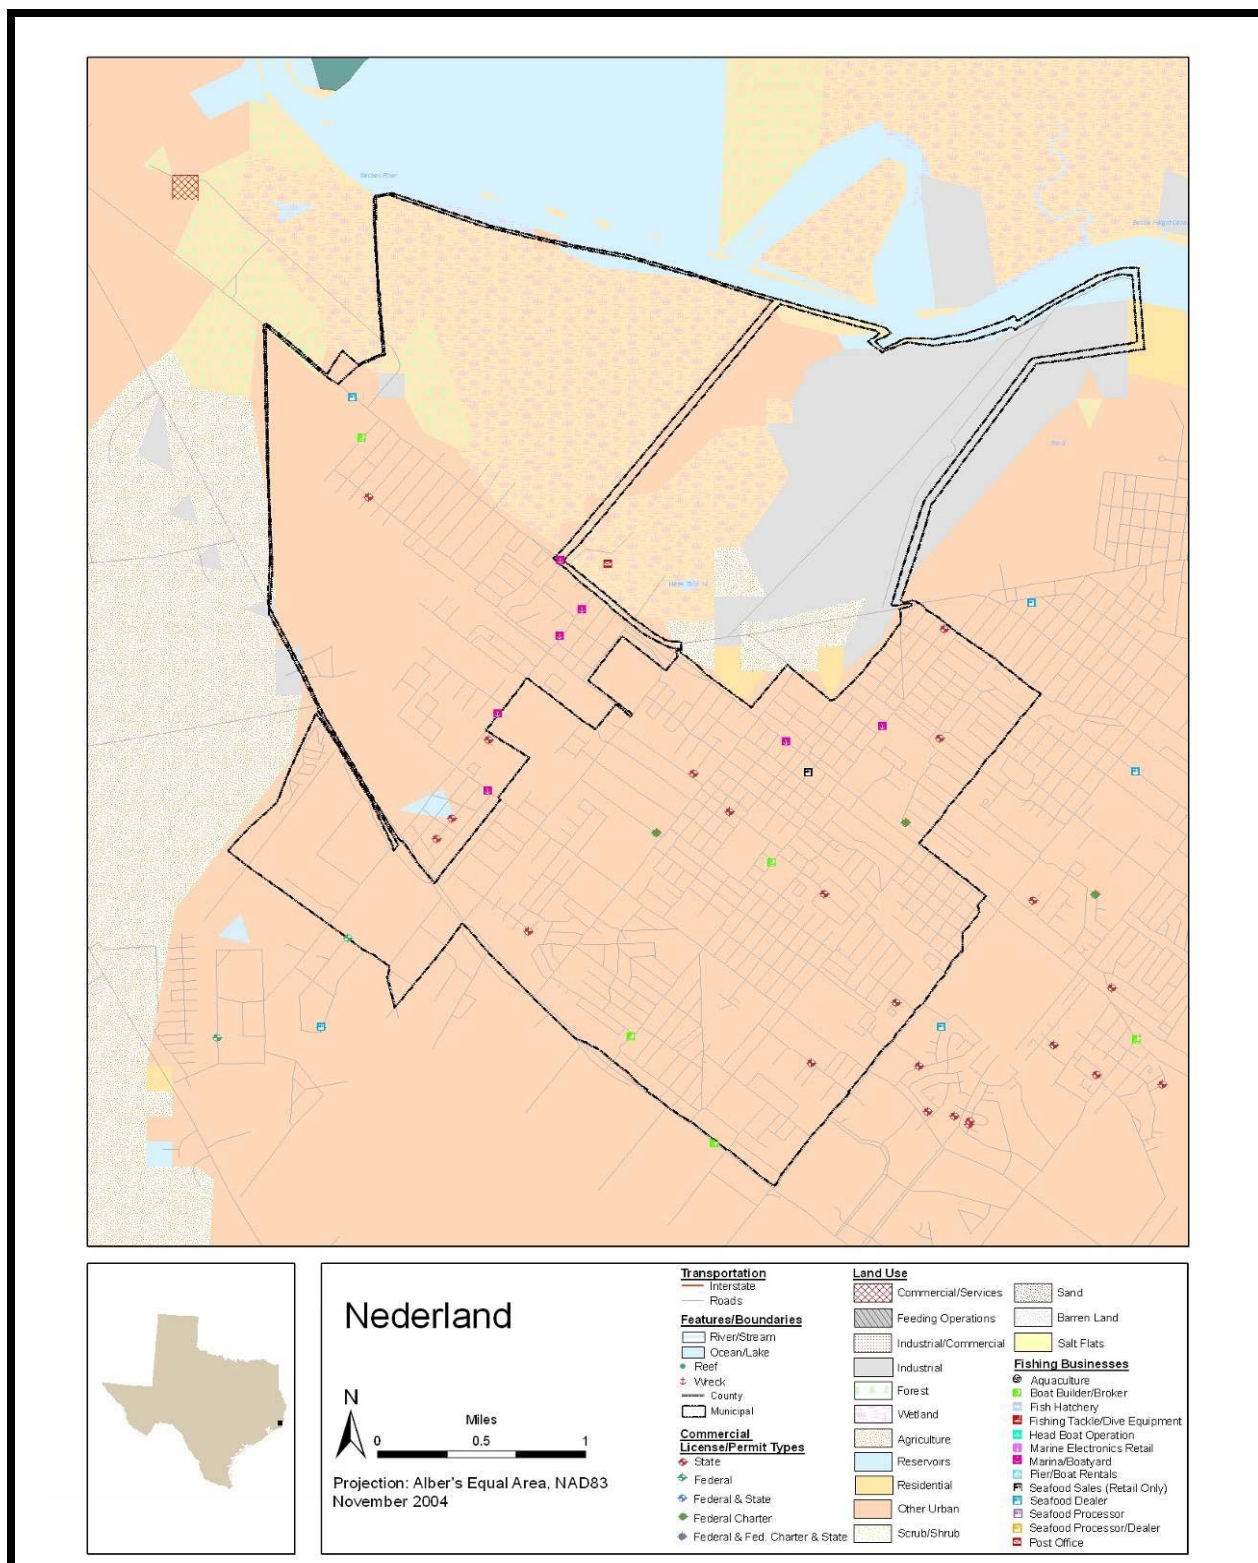 Neches River
Pond
Nederland
N
Miles
0 0.5 1
Projection: Alber's Equal Area, NAD83
November 2004
Transportation
Interstate
Roads
Features/Boundaries
River/Stream
Ocean/Lake
Reef
Wreck
County
Municipal
Commercial
License/Permit Types
State
Federal
Federal & State
Federal Charter
Federal & Fed. Charter & State
Land Use
Commercial/Services
Feeding Operations
Industrial/Commercial
Industrial
Forest
Wetland
Agriculture
Reservoirs
Residential
Other Urban
Scrub/Shrub
Sand
Barren Land
Salt Flats
Fishing Businesses
Aquaculture
Boat Builder/Broker
Fish Hatchery
Fishing Tackle/Dive Equipment
Head Boat Operation
Marine Electronics Retail
Marina/Boatyard
Pier/Boat Rentals
Seafood Sales (Retail Only)
Seafood Dealer
Seafood Processor
Seafood Processor/Dealer
Post Office